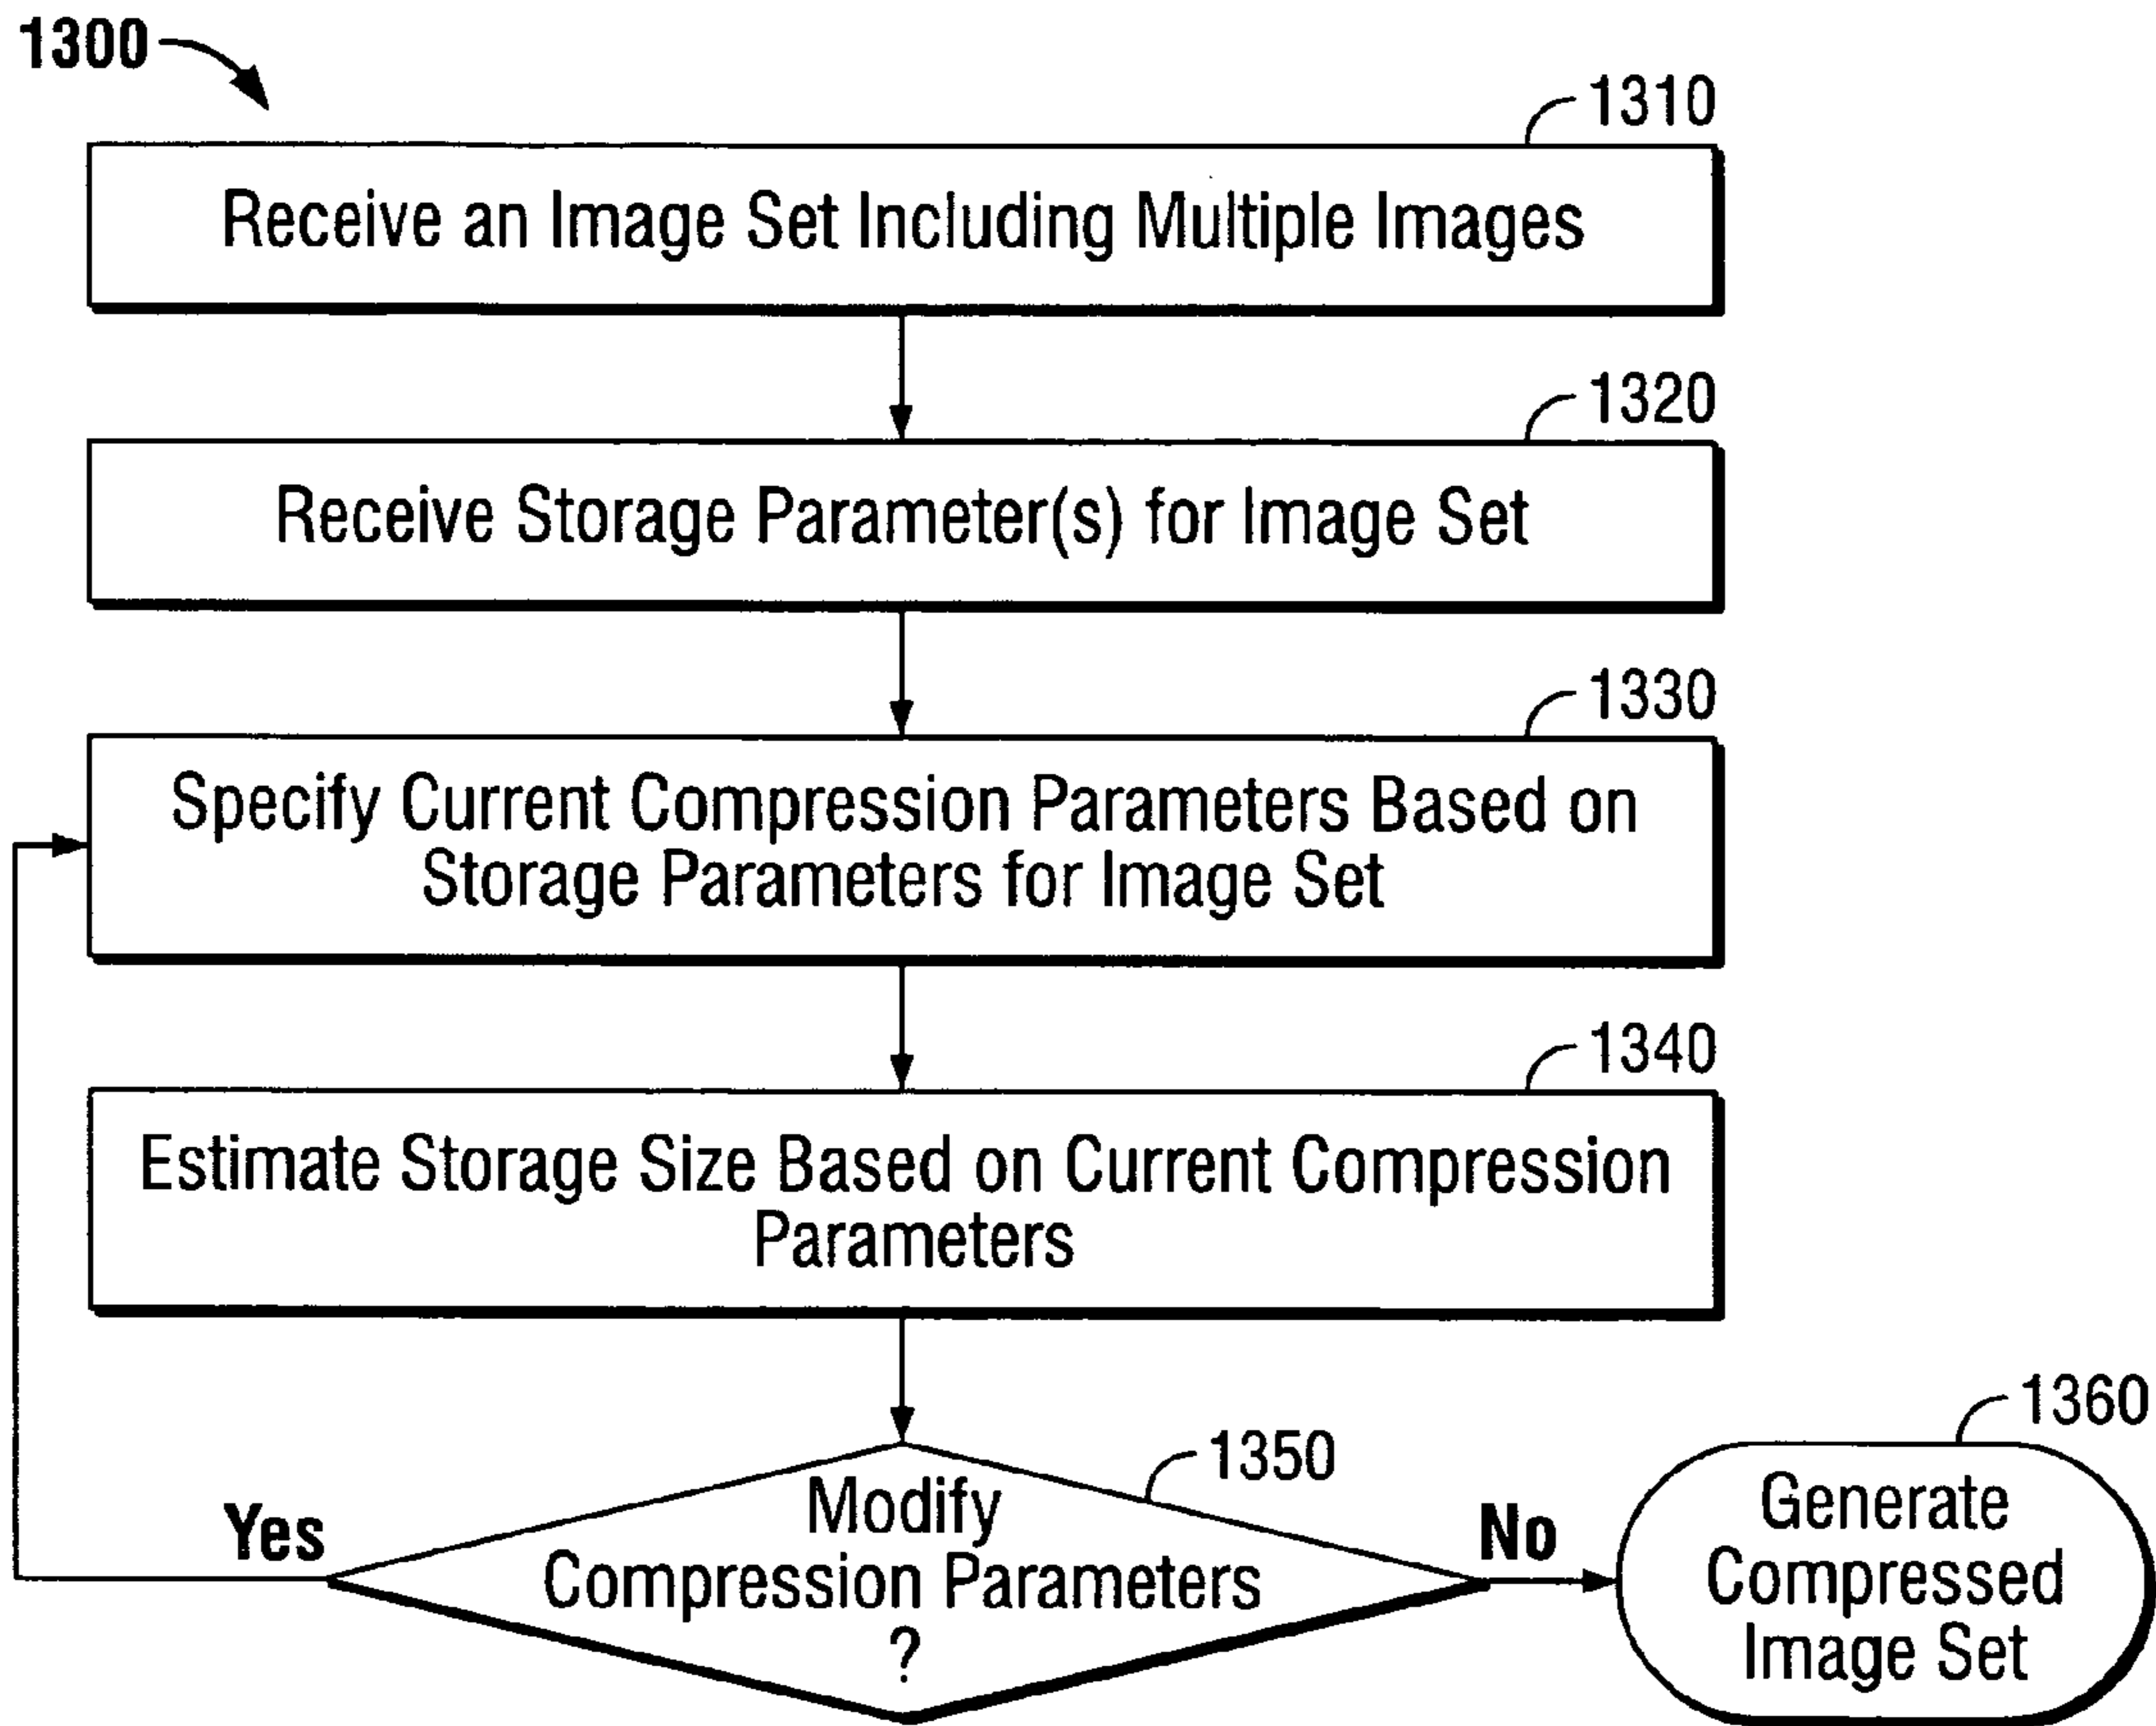 1300
1310
Receive an Image Set Including Multiple Images
1320
Receive Storage Parameter(s) for Image Set
1330
Specify Current Compression Parameters Based on
Storage Parameters for Image Set
1340
Estimate Storage Size Based on Current Compression
Parameters
1350
Modify
Compression Parameters
?
Yes
No
1360
Generate
Compressed
Image Set